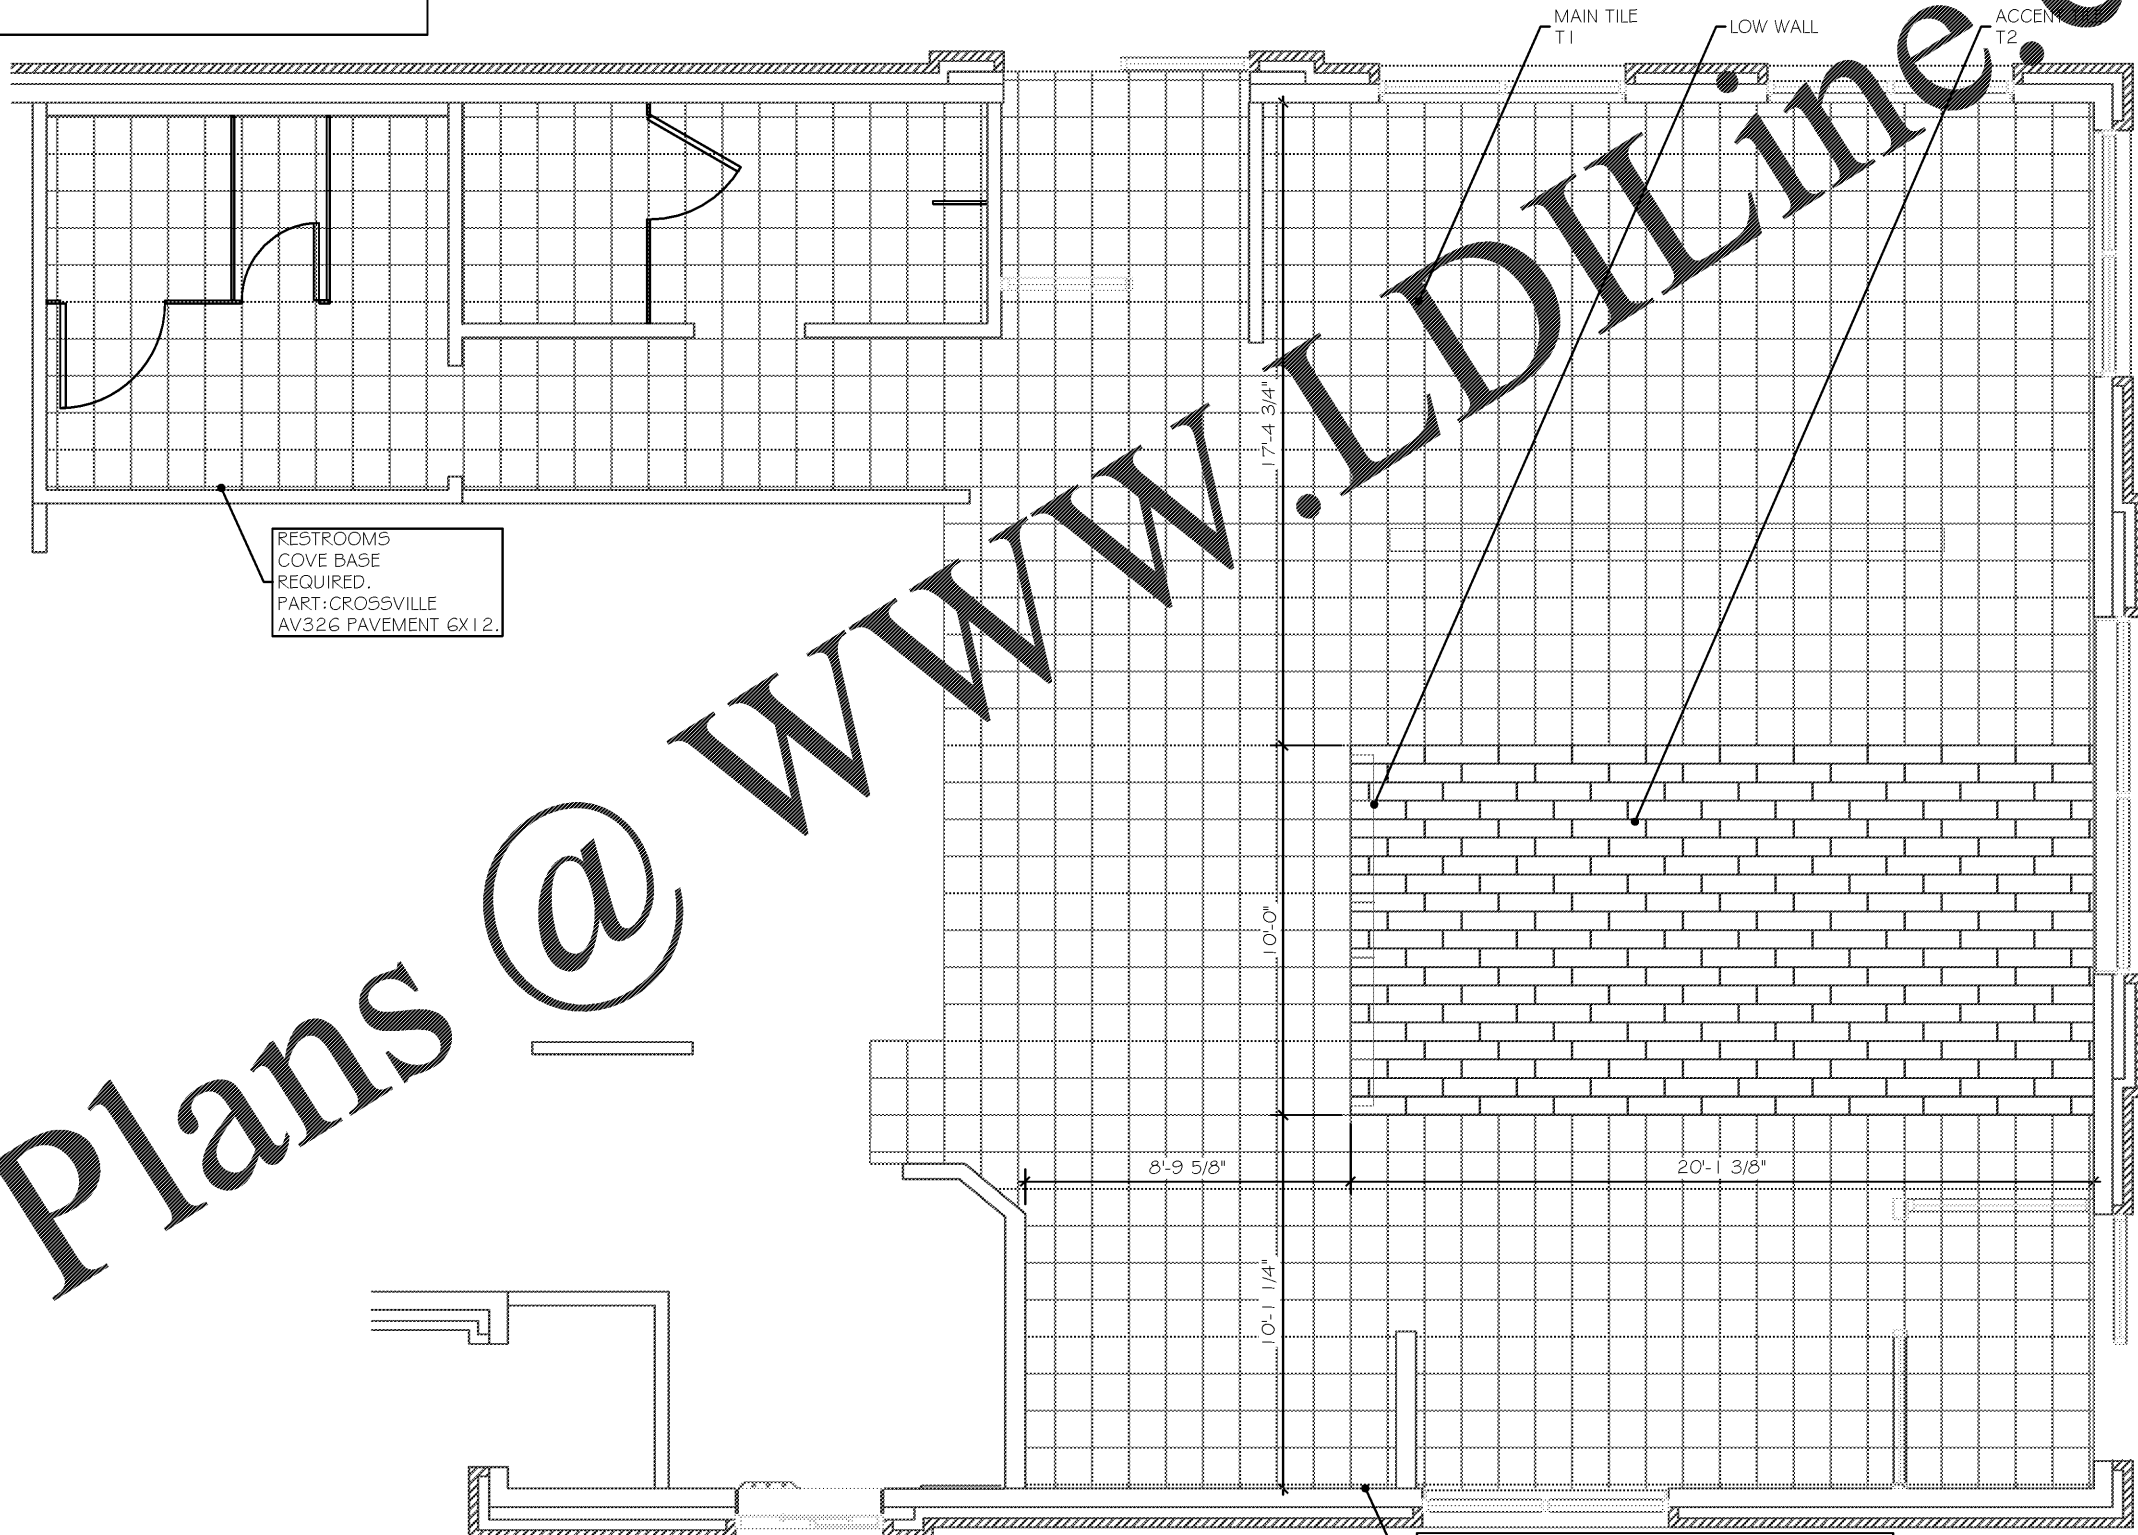 MAIN TILE
T1
LOW WALL
ACCENT TILE
T2
17'-4 3/4"
RESTROOMS
COVE BASE
REQUIRED.
PART:CROSSVILLE
AV326 PAVEMENT 6X12.
10'-0"
8'-9 5/8"
20'-1 3/8"
10'-1 1/4"
Plans @ www.LDILine.c